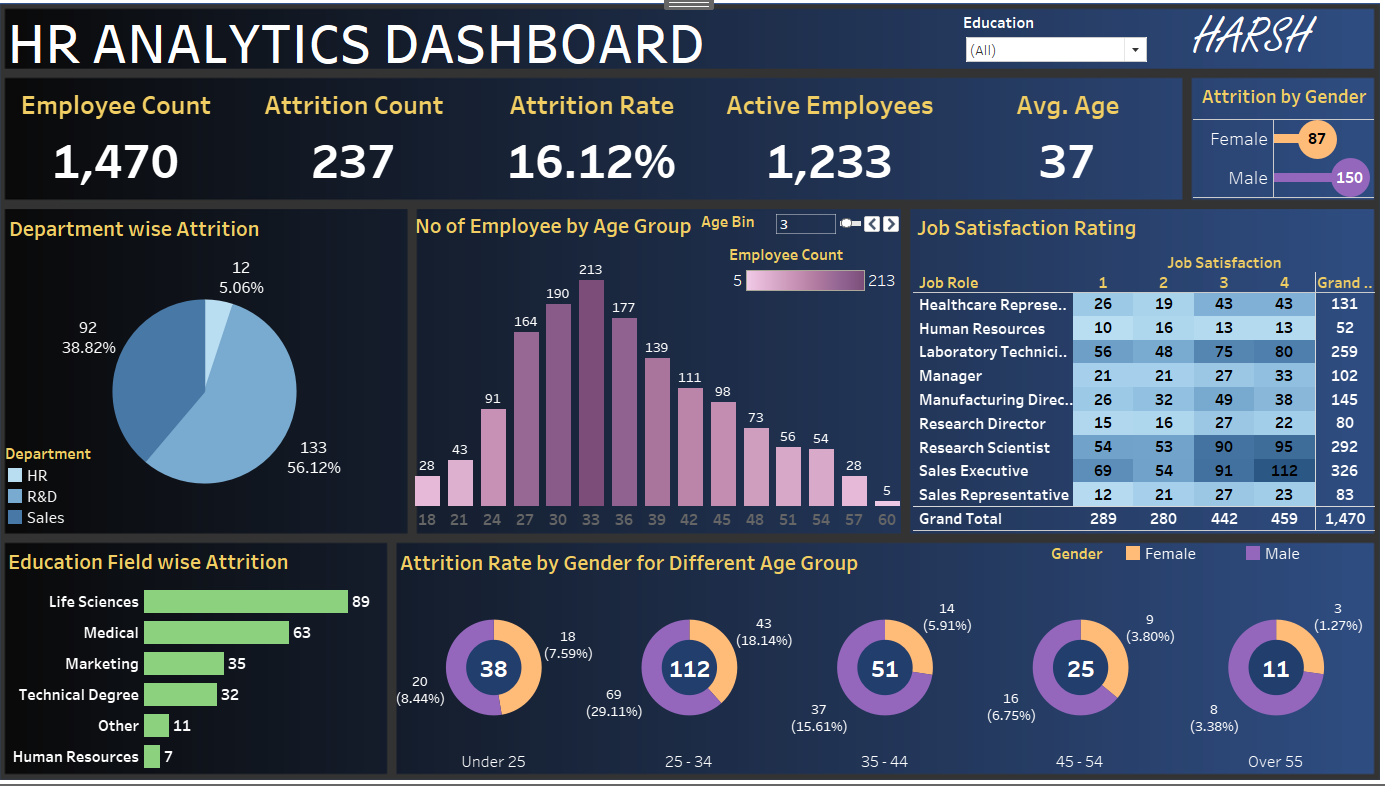 HR ANALYTICS DASHBOARD
Education
(All)
HARSH
Employee Count
1,470
Attrition Count
237
Attrition Rate
16.12%
Active Employees
1,233
Avg. Age
37
Attrition by Gender
Female 87
Male 150
Department wise Attrition
12
5.06%
92
38.82%
133
56.12%
Department
HR
R&D
Sales
No of Employee by Age Group
Age Bin 3
Employee Count
5 213
28 43 91 164 190 213 177 139 111 98 73 56 54 28 5
18 21 24 27 30 33 36 39 42 45 48 51 54 57 60
Job Satisfaction Rating
Job Satisfaction
Job Role 1 2 3 4 Grand ..
Healthcare Represe.. 26 19 43 43 131
Human Resources 10 16 13 13 52
Laboratory Technici.. 56 48 75 80 259
Manager 21 21 27 33 102
Manufacturing Direc.. 26 32 49 38 145
Research Director 15 16 27 22 80
Research Scientist 54 53 90 95 292
Sales Executive 69 54 91 112 326
Sales Representative 12 21 27 23 83
Grand Total 289 280 442 459 1,470
Education Field wise Attrition
Life Sciences 89
Medical 63
Marketing 35
Technical Degree 32
Other 11
Human Resources 7
Attrition Rate by Gender for Different Age Group
Gender Female Male
18
(7.59%)
38
20
(8.44%)
Under 25
43
(18.14%)
112
69
(29.11%)
25 - 34
14
(5.91%)
51
37
(15.61%)
35 - 44
9
(3.80%)
25
16
(6.75%)
45 - 54
3
(1.27%)
11
8
(3.38%)
Over 55